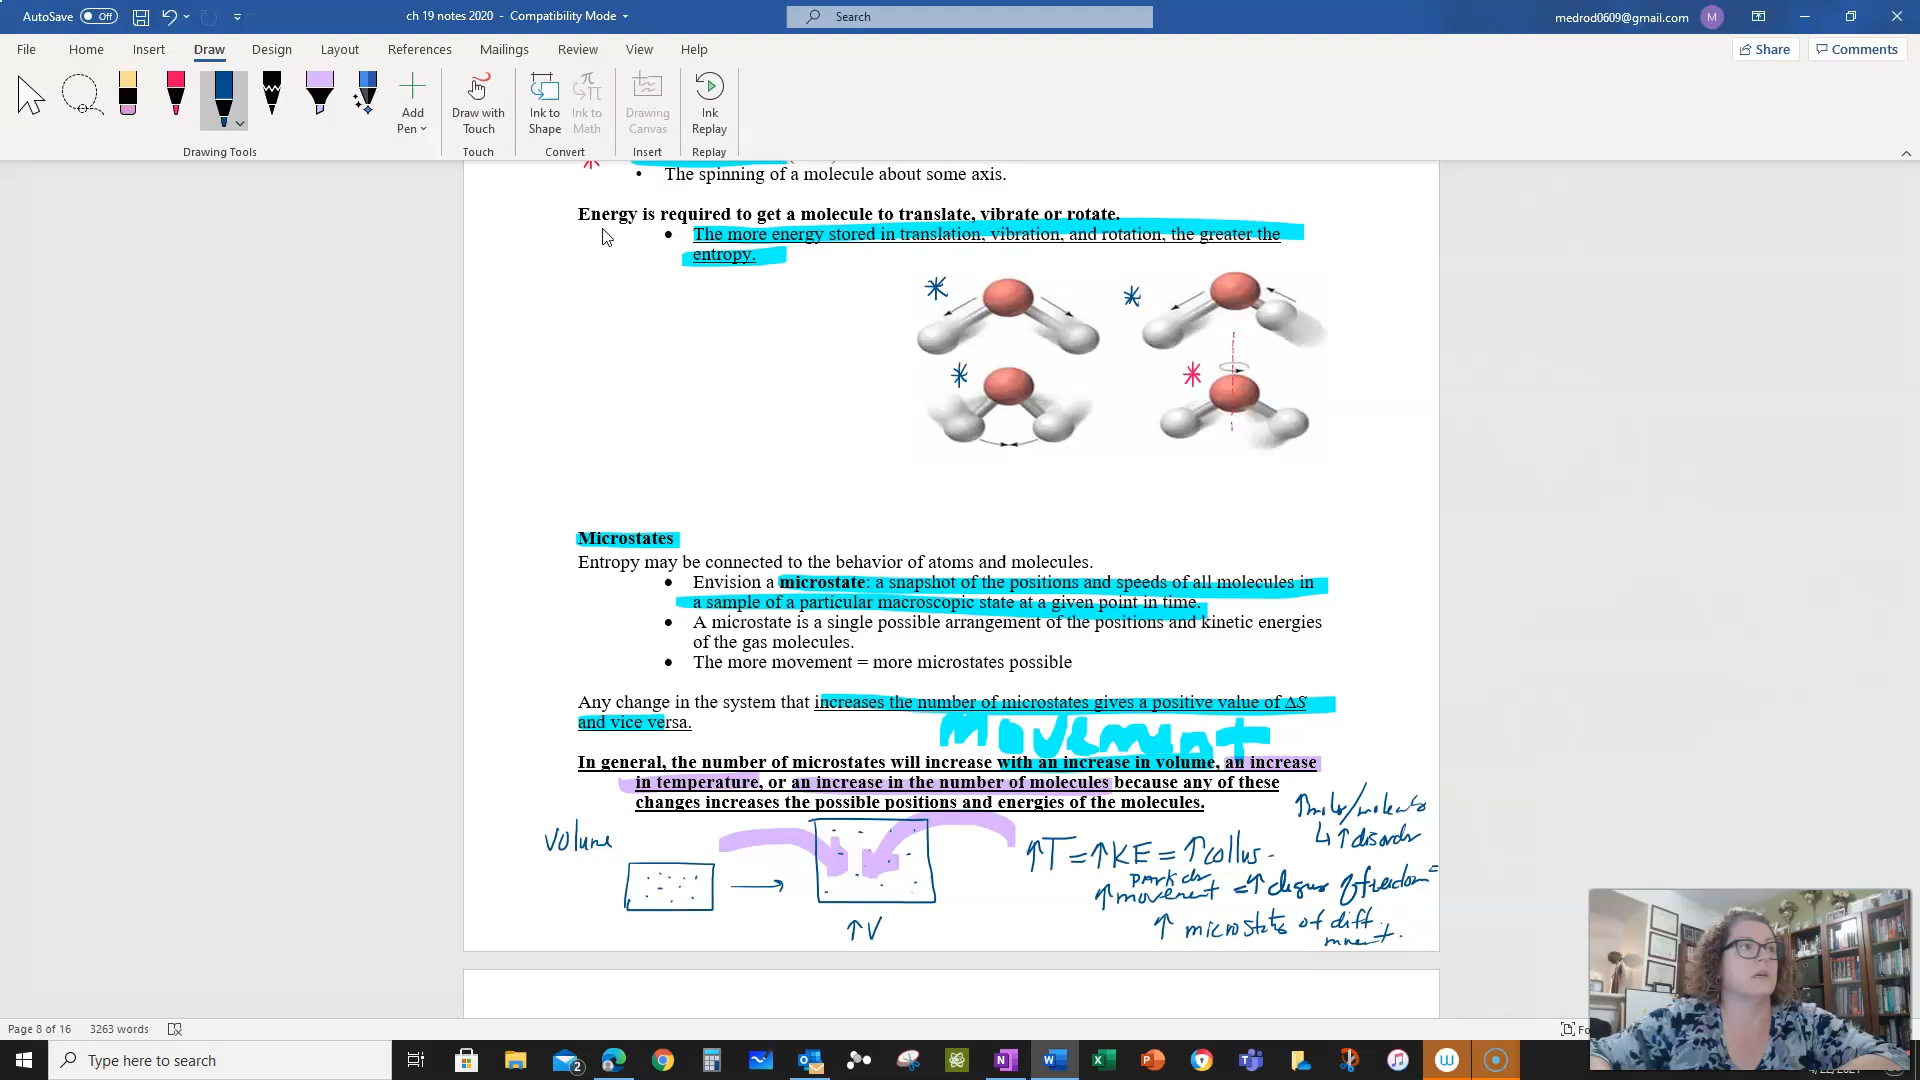 AutoSave Off
ch 19 notes 2020 - Compatibility Mode
Search
medrod0609@gmail.com
M
File Home Insert Draw Design Layout References Mailings Review View Help
Share Comments
Add Pen
Draw with Touch
Ink to Shape
Ink to Math
Drawing Canvas
Ink Replay
Drawing Tools Touch Convert Insert Replay
• The spinning of a molecule about some axis.
Energy is required to get a molecule to translate, vibrate or rotate.
• The more energy stored in translation, vibration, and rotation, the greater the
entropy.
Microstates
Entropy may be connected to the behavior of atoms and molecules.
• Envision a microstate: a snapshot of the positions and speeds of all molecules in
a sample of a particular macroscopic state at a given point in time.
• A microstate is a single possible arrangement of the positions and kinetic energies
of the gas molecules.
• The more movement = more microstates possible
Any change in the system that increases the number of microstates gives a positive value of ΔS
and vice versa.
Movement
In general, the number of microstates will increase with an increase in volume, an increase
in temperature, or an increase in the number of molecules because any of these
changes increases the possible positions and energies of the molecules.
Volume
↑V
↑T = ↑KE = ↑
↑movement = ↑ of freedom =
↑ microstates of diff.
↑
↳ ↑
Page 8 of 16 3263 words
Type here to search
2